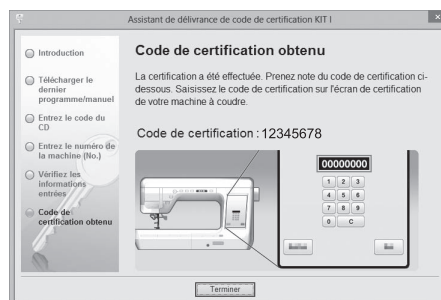 Assistant de délivrance de code de certification KIT I
x
Introduction
Télécharger le
dernier
programme/manuel
Entrez le code du
CD
Entrez le numéro de
la machine (No.)
Vérifiez les
informations
entrées
Code de
certification obtenu
Code de certification obtenu
La certification a été effectuée. Prenez note du code de certification ci-
dessous. Saisissez le code de certification sur l'écran de certification
de votre machine à coudre.
Code de certification : 12345678
00000000
1 2 3
4 5 6
7 8 9
0 C
Terminer